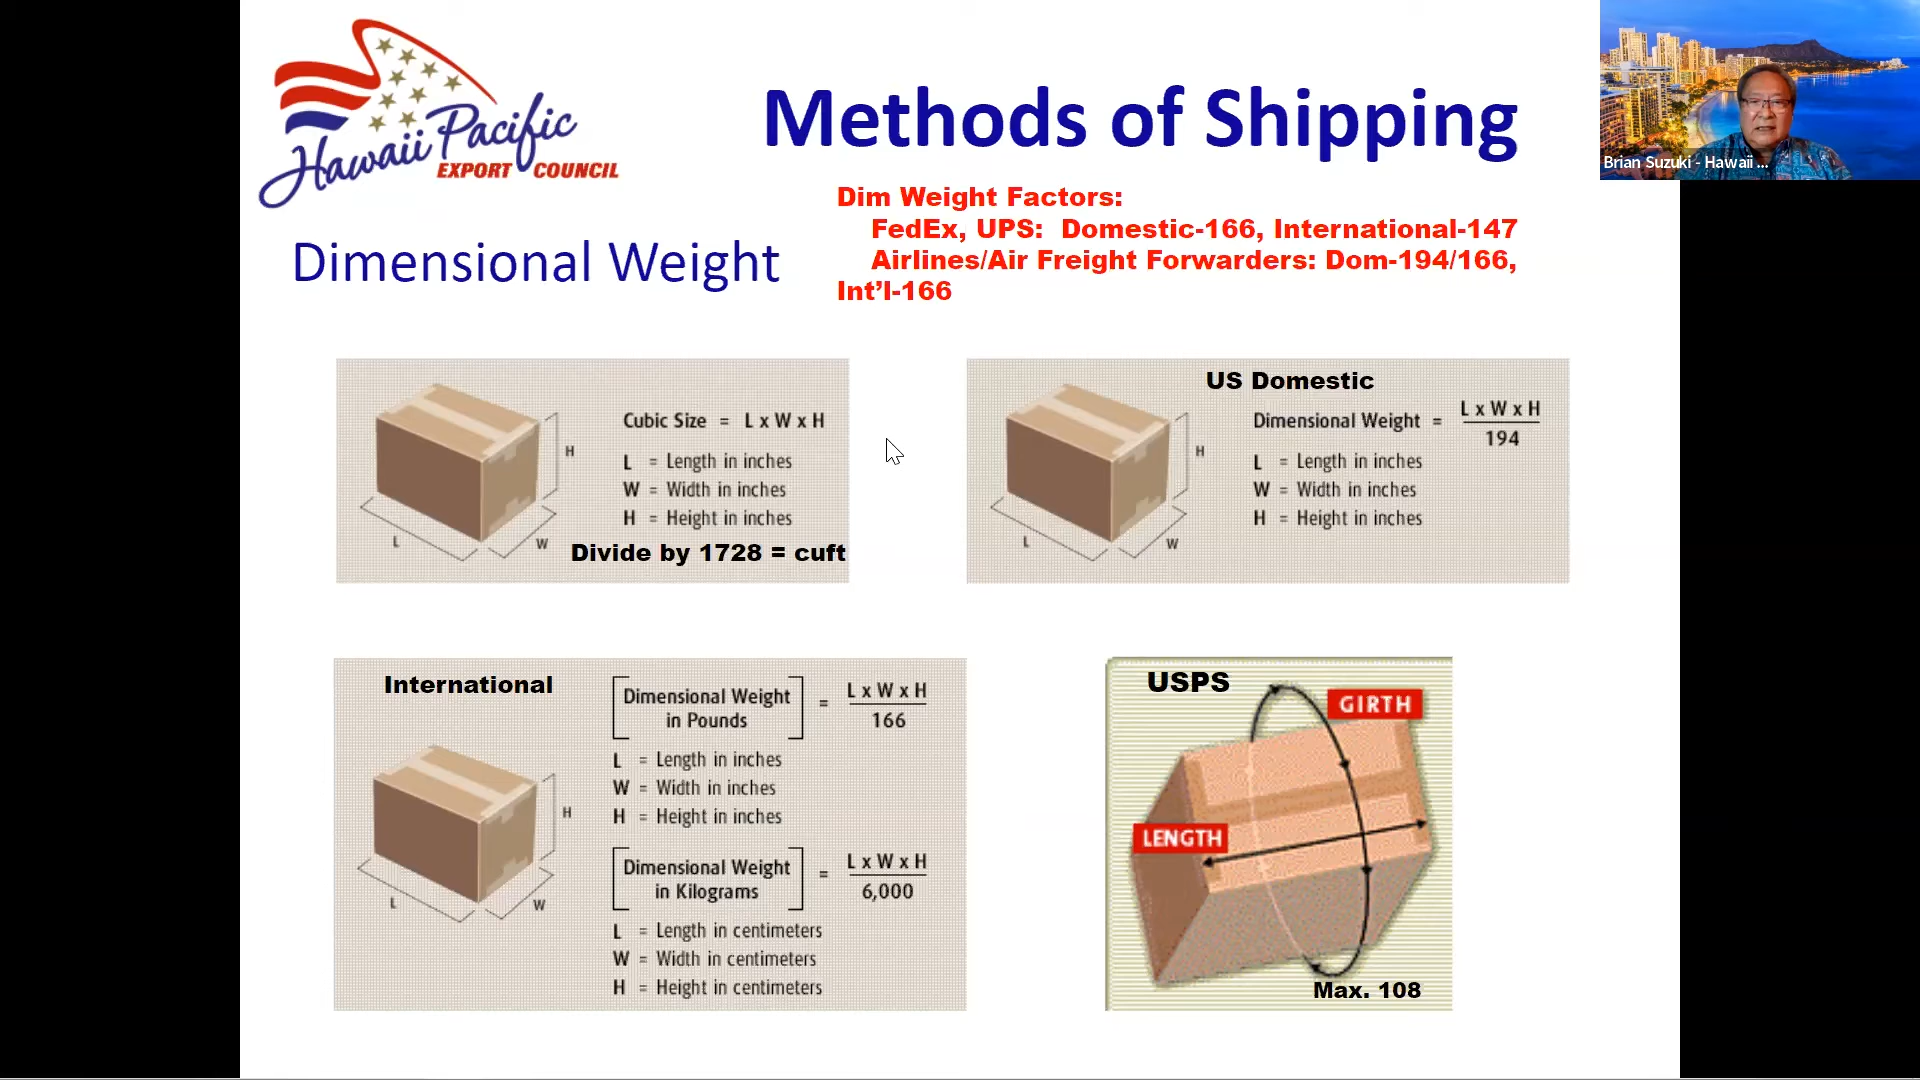 Hawaii Pacific
EXPORT COUNCIL
Methods of Shipping
Brian Suzuki - Hawaii ...
Dimensional Weight
Dim Weight Factors:
FedEx, UPS: Domestic-166, International-147
Airlines/Air Freight Forwarders: Dom-194/166,
Int’l-166
Cubic Size = L x W x H
L = Length in inches
W = Width in inches
H = Height in inches
Divide by 1728 = cuft
H
L
W
US Domestic
Dimensional Weight = L x W x H
194
L = Length in inches
W = Width in inches
H = Height in inches
H
L
W
International
Dimensional Weight
in Pounds
= L x W x H
166
L = Length in inches
W = Width in inches
H = Height in inches
Dimensional Weight
in Kilograms
= L x W x H
6,000
L = Length in centimeters
W = Width in centimeters
H = Height in centimeters
H
L
W
USPS
GIRTH
LENGTH
Max. 108